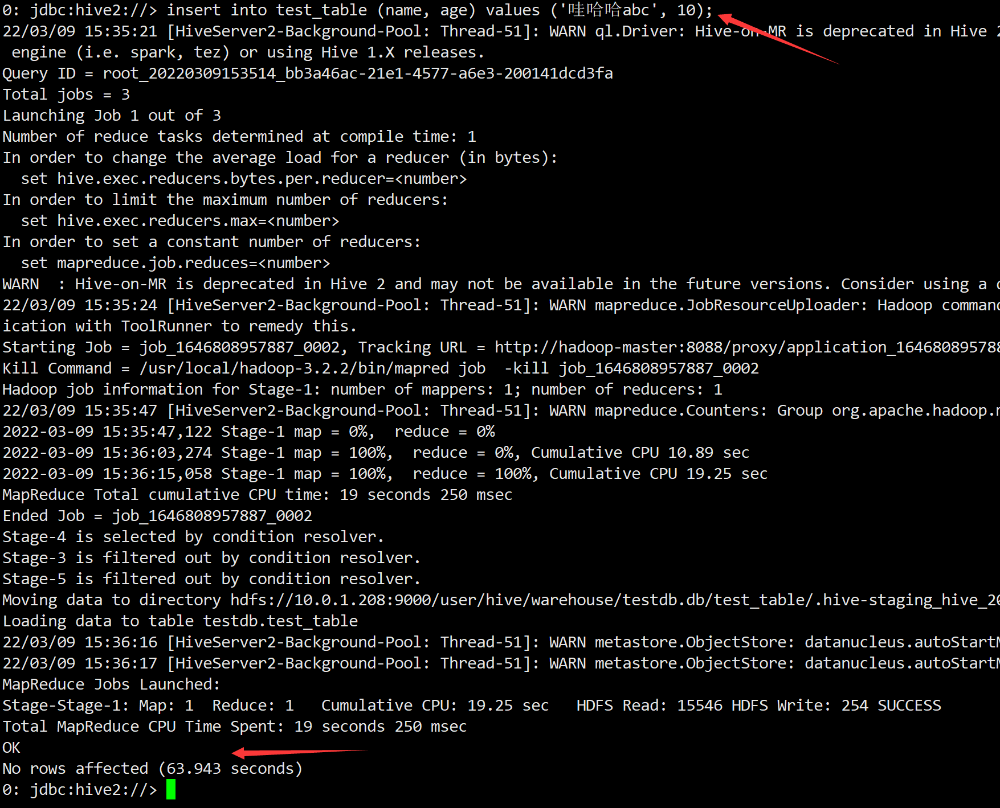 0: jdbc:hive2://> insert into test_table (name, age) values ('哇哈哈abc', 10);
22/03/09 15:35:21 [HiveServer2-Background-Pool: Thread-51]: WARN ql.Driver: Hive-on-MR is deprecated in Hive 2
 engine (i.e. spark, tez) or using Hive 1.X releases.
Query ID = root_20220309153514_bb3a46ac-21e1-4577-a6e3-200141dcd3fa
Total jobs = 3
Launching Job 1 out of 3
Number of reduce tasks determined at compile time: 1
In order to change the average load for a reducer (in bytes):
  set hive.exec.reducers.bytes.per.reducer=<number>
In order to limit the maximum number of reducers:
  set hive.exec.reducers.max=<number>
In order to set a constant number of reducers:
  set mapreduce.job.reduces=<number>
WARN  : Hive-on-MR is deprecated in Hive 2 and may not be available in the future versions. Consider using a d
22/03/09 15:35:24 [HiveServer2-Background-Pool: Thread-51]: WARN mapreduce.JobResourceUploader: Hadoop command
ication with ToolRunner to remedy this.
Starting Job = job_1646808957887_0002, Tracking URL = http://hadoop-master:8088/proxy/application_164680895788
Kill Command = /usr/local/hadoop-3.2.2/bin/mapred job  -kill job_1646808957887_0002
Hadoop job information for Stage-1: number of mappers: 1; number of reducers: 1
22/03/09 15:35:47 [HiveServer2-Background-Pool: Thread-51]: WARN mapreduce.Counters: Group org.apache.hadoop.m
2022-03-09 15:35:47,122 Stage-1 map = 0%,  reduce = 0%
2022-03-09 15:36:03,274 Stage-1 map = 100%,  reduce = 0%, Cumulative CPU 10.89 sec
2022-03-09 15:36:15,058 Stage-1 map = 100%,  reduce = 100%, Cumulative CPU 19.25 sec
MapReduce Total cumulative CPU time: 19 seconds 250 msec
Ended Job = job_1646808957887_0002
Stage-4 is selected by condition resolver.
Stage-3 is filtered out by condition resolver.
Stage-5 is filtered out by condition resolver.
Moving data to directory hdfs://10.0.1.208:9000/user/hive/warehouse/testdb.db/test_table/.hive-staging_hive_20
Loading data to table testdb.test_table
22/03/09 15:36:16 [HiveServer2-Background-Pool: Thread-51]: WARN metastore.ObjectStore: datanucleus.autoStartM
22/03/09 15:36:17 [HiveServer2-Background-Pool: Thread-51]: WARN metastore.ObjectStore: datanucleus.autoStartM
MapReduce Jobs Launched:
Stage-Stage-1: Map: 1  Reduce: 1   Cumulative CPU: 19.25 sec   HDFS Read: 15546 HDFS Write: 254 SUCCESS
Total MapReduce CPU Time Spent: 19 seconds 250 msec
OK
No rows affected (63.943 seconds)
0: jdbc:hive2://>